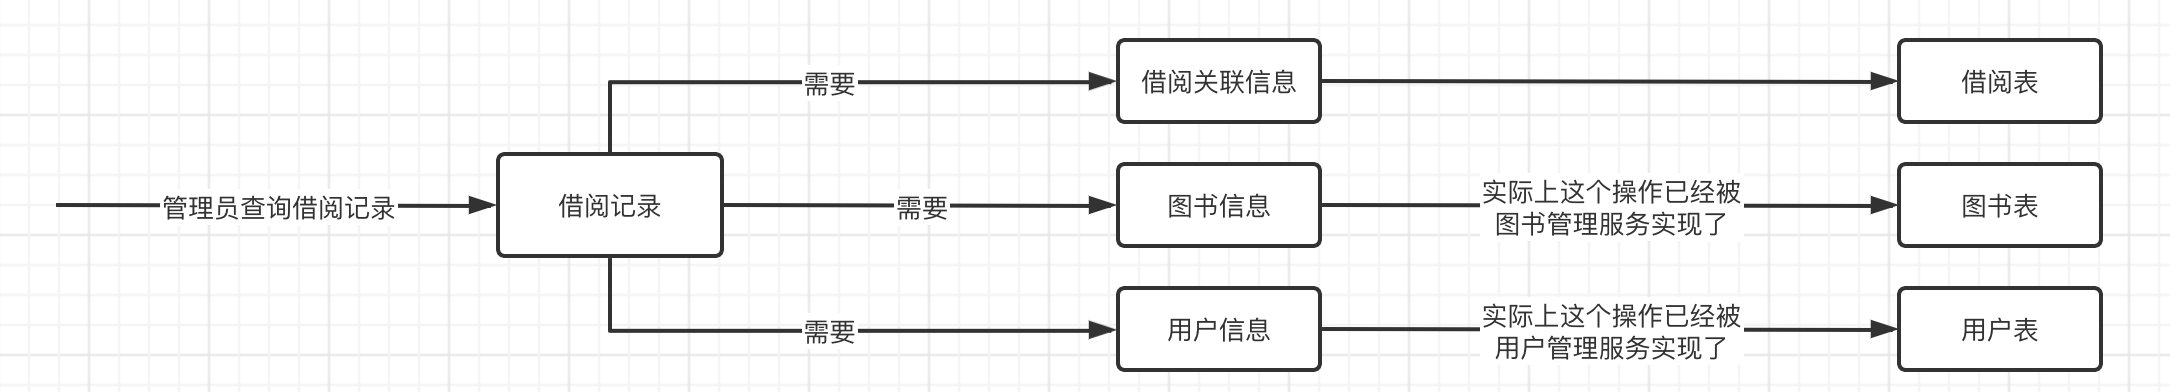 需要
借阅关联信息
借阅表
管理员查询借阅记录
借阅记录
需要
图书信息
实际上这个操作已经被
图书管理服务实现了
图书表
需要
用户信息
实际上这个操作已经被
用户管理服务实现了
用户表